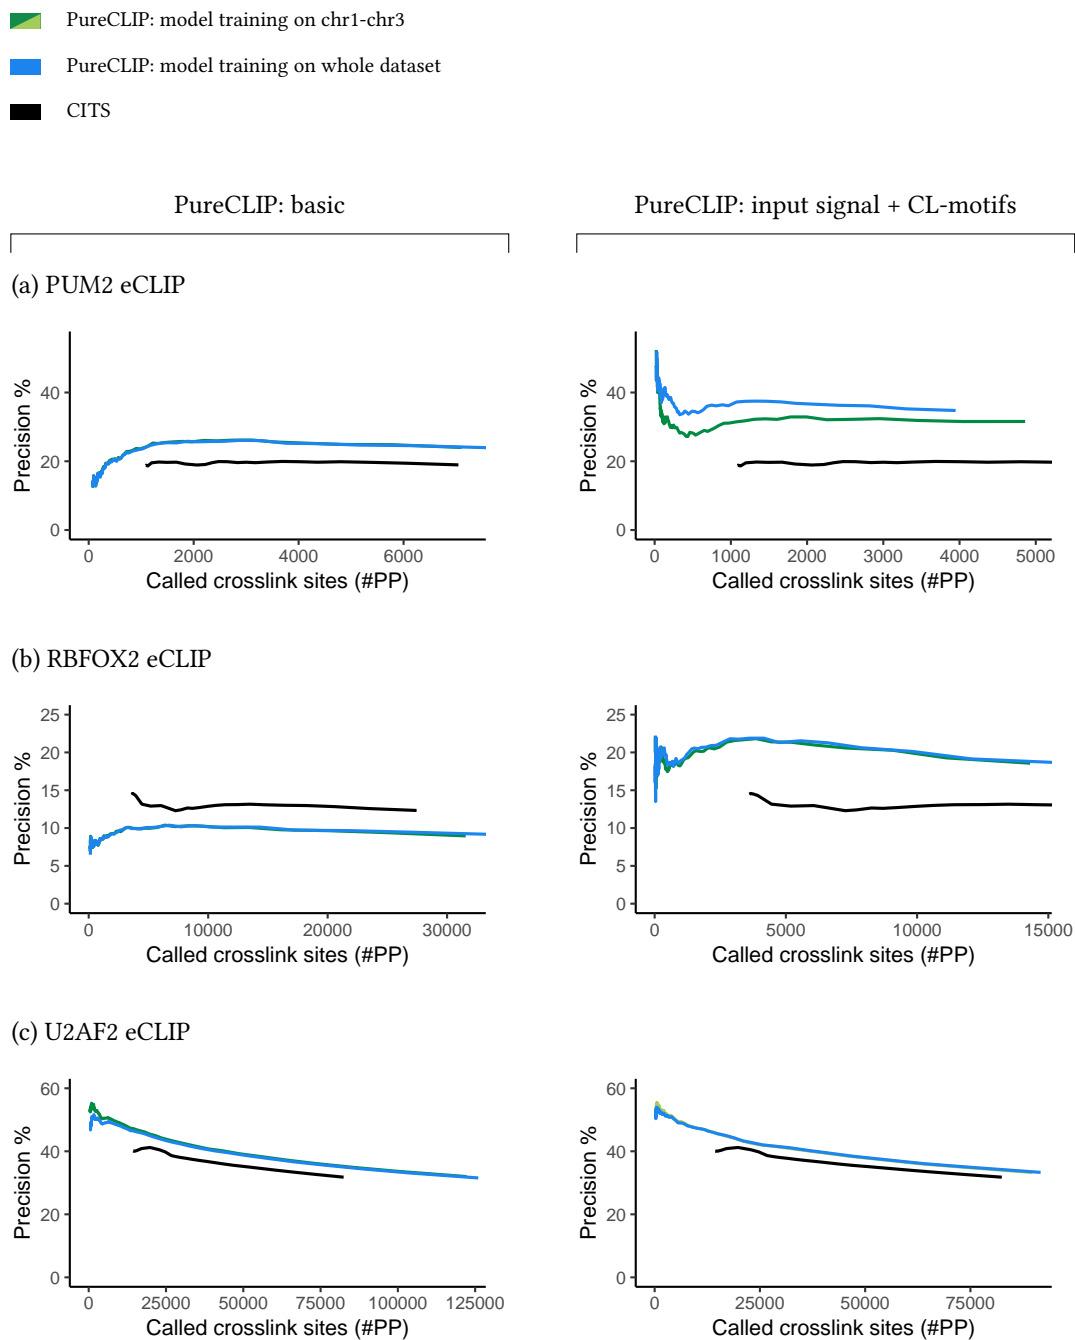 PureCLIP: model training on chr1-chr3
PureCLIP: model training on whole dataset
CITS
PureCLIP: basic
PureCLIP: input signal + CL-motifs
(a) PUM2 eCLIP
Precision %
40
20
0
0 2000 4000 6000
Called crosslink sites (#PP)
Precision %
40
20
0
0 1000 2000 3000 4000 5000
Called crosslink sites (#PP)
(b) RBFOX2 eCLIP
Precision %
25
20
15
10
5
0
0 10000 20000 30000
Called crosslink sites (#PP)
Precision %
25
20
15
10
5
0
0 5000 10000 15000
Called crosslink sites (#PP)
(c) U2AF2 eCLIP
Precision %
60
40
20
0
0 25000 50000 75000 100000 125000
Called crosslink sites (#PP)
Precision %
60
40
20
0
0 25000 50000 75000
Called crosslink sites (#PP)